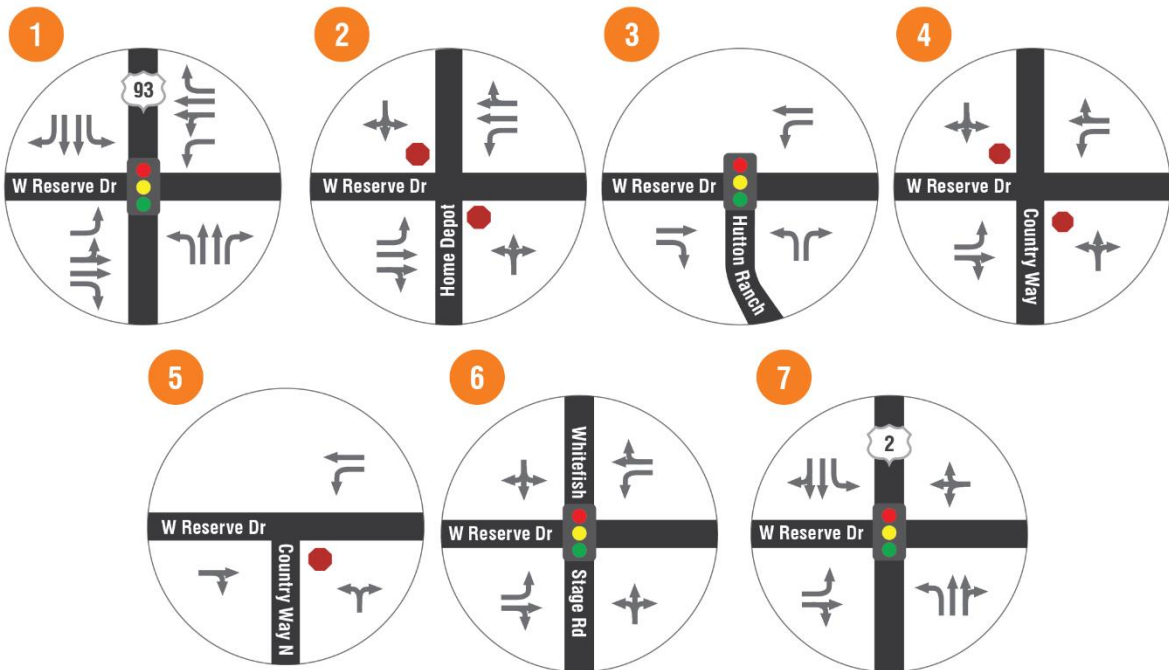 1
93
W Reserve Dr
2
W Reserve Dr
Home Depot
3
W Reserve Dr
Hutton Ranch
4
W Reserve Dr
Country Way
5
W Reserve Dr
Country Way N
6
Whitefish
W Reserve Dr
Stage Rd
7
2
W Reserve Dr